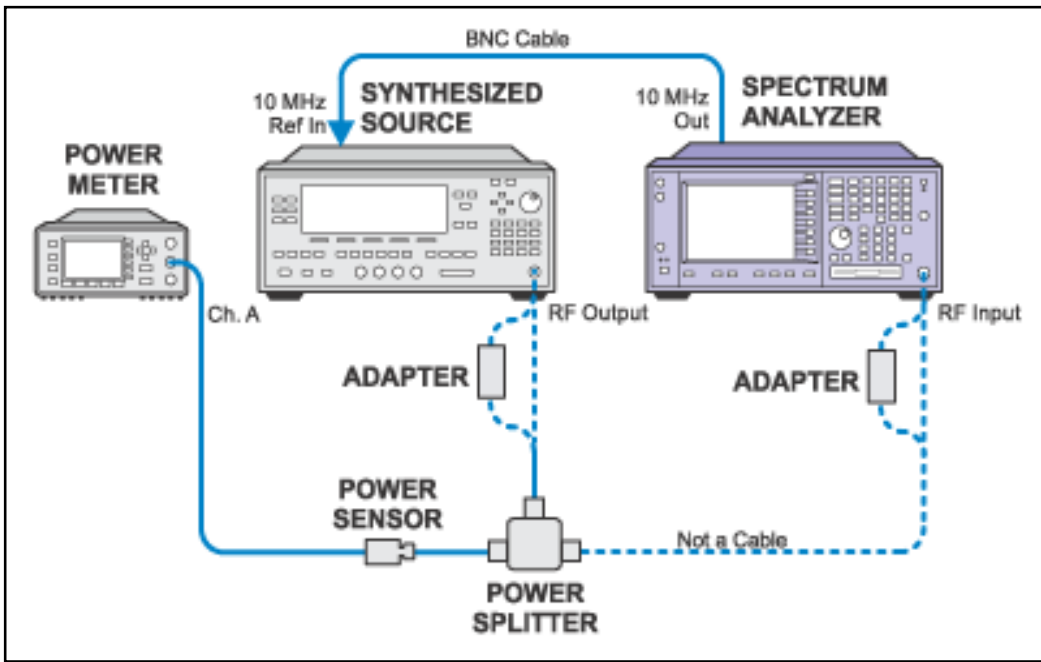 BNC Cable
10 MHz
Ref In
SYNTHESIZED
SOURCE
10 MHz
Out
SPECTRUM
ANALYZER
POWER
METER
Ch. A
RF Output
RF Input
ADAPTER
ADAPTER
POWER
SENSOR
Not a Cable
POWER
SPLITTER